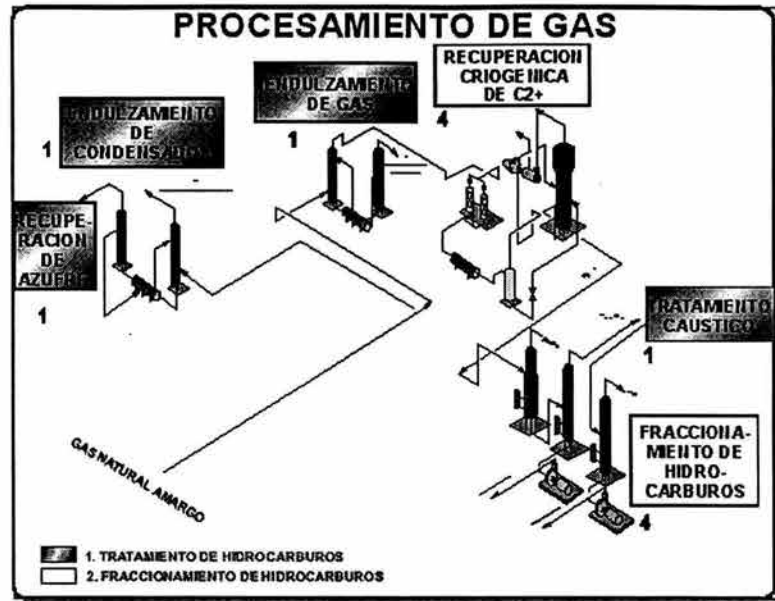 PROCESAMIENTO DE GAS
RECUPERACION
CRIOGENICA
DE C2+
4
ENDULZAMIENTO
DE GAS
1
ENDULZAMIENTO
DE
CONDENSADO
1
RECUPE-
RACION
DE
AZUFRE
1
TRATAMIENTO
CAUSTICO
1
FRACCIONA-
MIENTO DE
HIDRO-
CARBUROS
4
GAS NATURAL AMARGO
1. TRATAMIENTO DE HIDROCARBUROS
2. FRACCIONAMIENTO DE HIDROCARBUROS